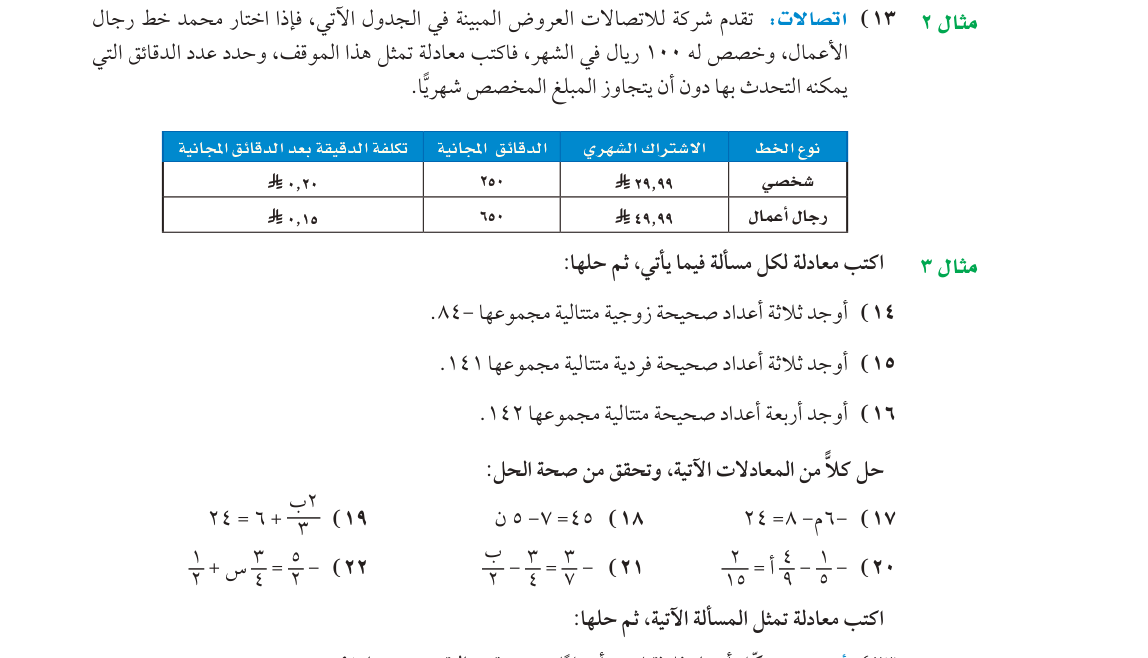 مثال ٢ ١٣) اتصالات: تقدم شركة للاتصالات العروض المبينة في الجدول الآتي، فإذا اختار محمد خط رجال
الأعمال، وخصص له ١٠٠ ريال في الشهر، فاكتب معادلة تمثل هذا الموقف، وحدد عدد الدقائق التي
يمكنه التحدث بها دون أن يتجاوز المبلغ المخصص شهريًّا.
نوع الخط الاشتراك الشهري الدقائق المجانية تكلفة الدقيقة بعد الدقائق المجانية
شخصي ٢٩,٩٩ ٢٥٠ ٠,٢٠
رجال أعمال ٤٩,٩٩ ٦٥٠ ٠,١٥
مثال ٣ اكتب معادلة لكل مسألة فيما يأتي، ثم حلها:
١٤) أوجد ثلاثة أعداد صحيحة زوجية متتالية مجموعها -٨٤.
١٥) أوجد ثلاثة أعداد صحيحة فردية متتالية مجموعها ١٤١.
١٦) أوجد أربعة أعداد صحيحة متتالية مجموعها ١٤٢.
حل كلاًّ من المعادلات الآتية، وتحقق من صحة الحل:
١٧) -٦م- ٨= ٢٤ ١٨) ٤٥= ٧- ٥ ن ١٩) ٢ب/٣ + ٦ = ٢٤
٢٠) -١/٥ - ٤/٩ أ = ٢/١٥ ٢١) -٣/٧ = ٣/٤ - ب/٢ ٢٢) -٥/٢ = ٣/٤ س + ١/٢
اكتب معادلة تمثل المسألة الآتية، ثم حلها: